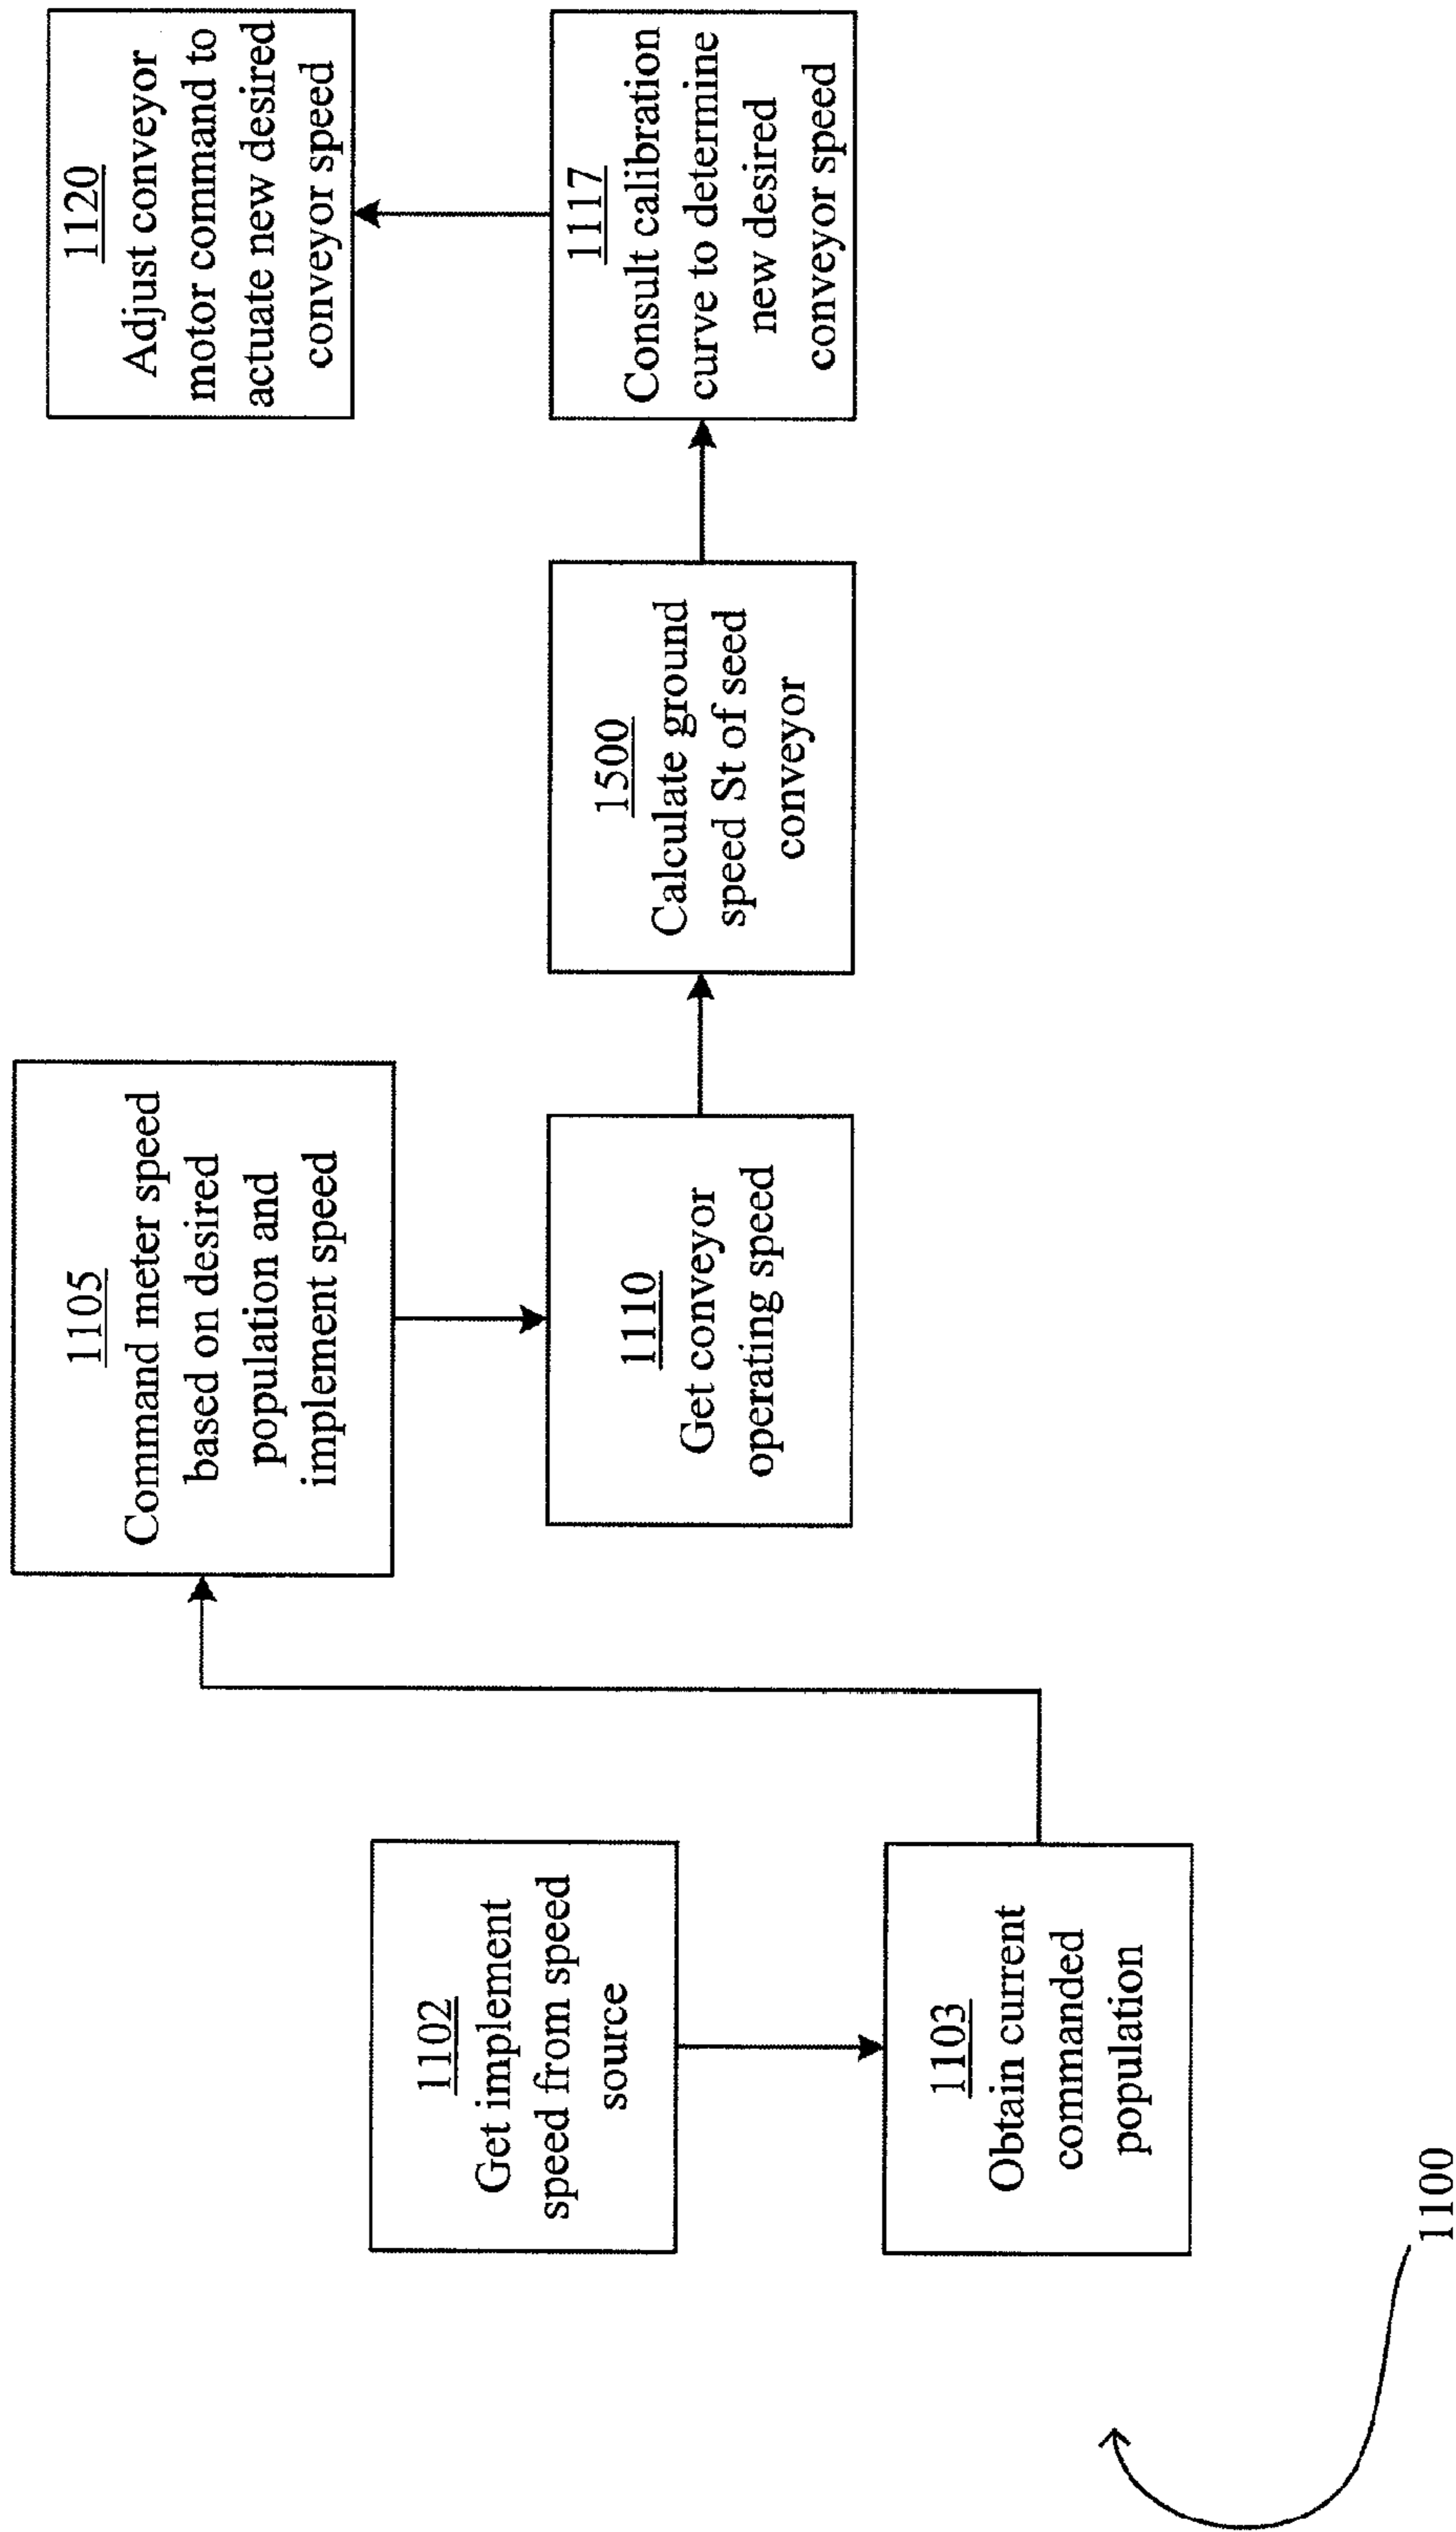 1102
Get implement
speed from speed
source
1103
Obtain current
commanded
population
1105
Command meter speed
based on desired
population and
implement speed
1110
Get conveyor
operating speed
1500
Calculate ground
speed St of seed
conveyor
1117
Consult calibration
curve to determine
new desired
conveyor speed
1120
Adjust conveyor
motor command to
actuate new desired
conveyor speed
1100